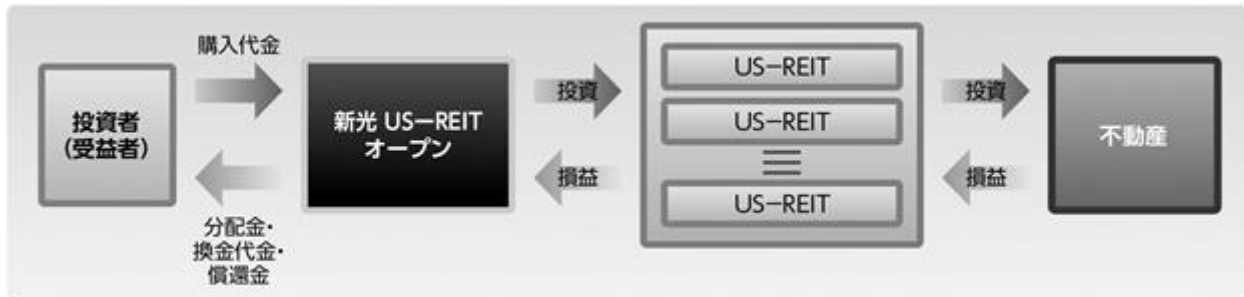 購入代金
投資者
(受益者)
分配金・
換金代金・
償還金
新光 US－REIT
オープン
投資
損益
US－REIT
US－REIT
US－REIT
投資
損益
不動産